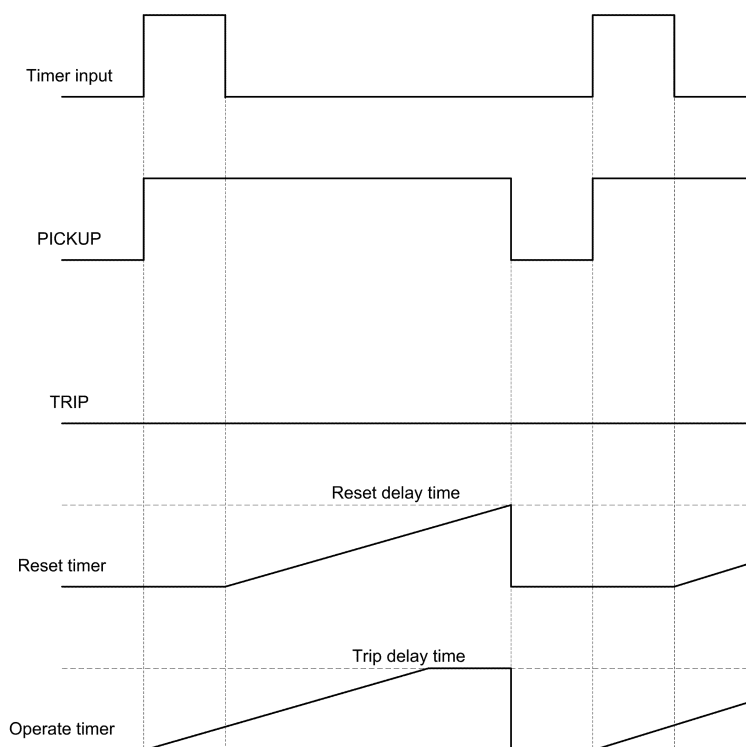 Timer input
PICKUP
TRIP
Reset delay time
Reset timer
Trip delay time
Operate timer